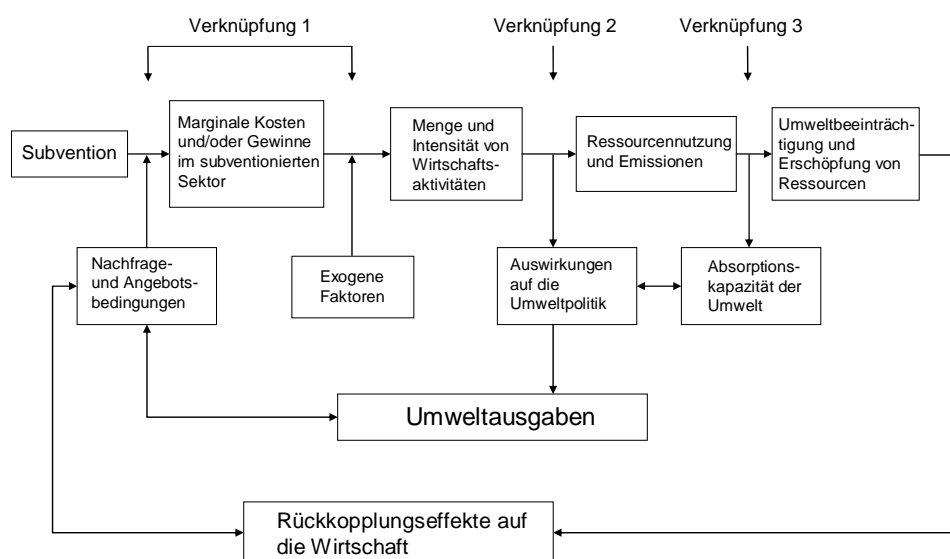 Verknüpfung 1
Verknüpfung 2
Verknüpfung 3
Subvention
Marginale Kosten
und/oder Gewinne
im subventionierten
Sektor
Menge und
Intensität von
Wirtschafts-
aktivitäten
Ressourcennutzung
und Emissionen
Umweltbeeinträch-
tigung und
Erschöpfung von
Ressourcen
Nachfrage-
und Angebots-
bedingungen
Exogene
Faktoren
Auswirkungen
auf die
Umweltpolitik
Absorptions-
kapazität der
Umwelt
Umweltausgaben
Rückkopplungseffekte auf
die Wirtschaft